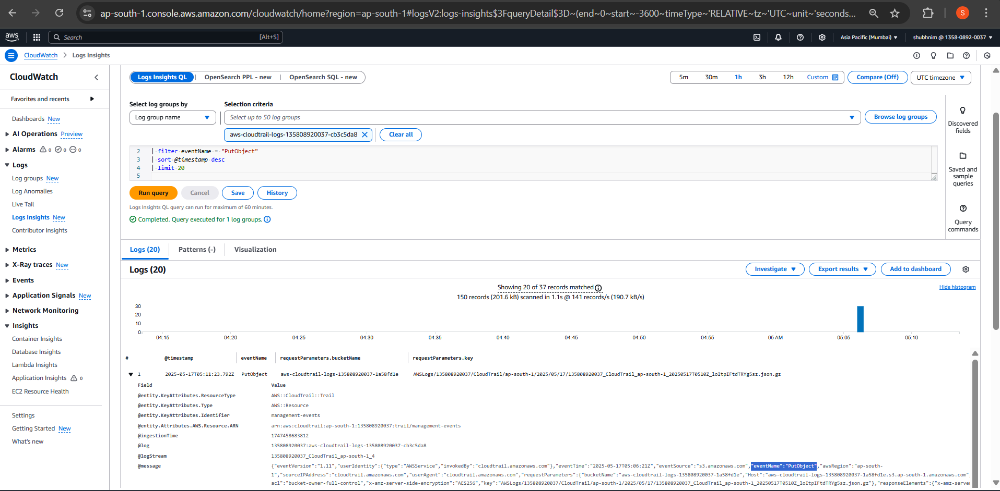 ap-south-1.console.aws.amazon.com/cloudwatch/home?region=ap-south-1#logsV2:logs-insights$3FqueryDetail$3D~(end~0~start~-3600~timeType~'RELATIVE~tz~'UTC~unit~'seconds...
S
aws
Search [Alt+S]
Asia Pacific (Mumbai)
shubhnim @ 1358-0892-0037
CloudWatch > Logs Insights
CloudWatch
Favorites and recents
Dashboards New
AI Operations Preview
Alarms 0 0 0
Logs
Log groups New
Log Anomalies
Live Tail
Logs Insights New
Contributor Insights
Metrics
X-Ray traces New
Events
Application Signals New
Network Monitoring
Insights
Container Insights
Database Insights
Lambda Insights
Application Insights 0
EC2 Resource Health
Settings
Getting Started New
What's new
Logs Insights QL | OpenSearch PPL - new | OpenSearch SQL - new
5m 30m 1h 3h 12h Custom
Compare (Off)
UTC timezone
Select log groups by
Selection criteria
Log group name
Select up to 50 log groups
Browse log groups
aws-cloudtrail-logs-135808920037-cb3c5da8
Clear all
2 | filter eventName = "PutObject"
3 | sort @timestamp desc
4 | limit 20
5
Run query Cancel Save History
Logs Insights QL query can run for maximum of 60 minutes.
Completed. Query executed for 1 log groups.
Discovered
fields
Saved and
sample
queries
Query
commands
Logs (20) Patterns (-) Visualization
Logs (20)
Investigate Export results Add to dashboard
Showing 20 of 37 records matched
Hide histogram
150 records (201.6 kB) scanned in 1.1s @ 141 records/s (190.7 kB/s)
30
20
10
0
04:15 04:20 04:25 04:30 04:35 04:40 04:45 04:50 04:55 05 AM 05:05 05:10
# @timestamp eventName requestParameters.bucketName requestParameters.key
1 2025-05-17T05:11:23.792Z PutObject aws-cloudtrail-logs-135808920037-1a58fd1e AWSLogs/135808920037/CloudTrail/ap-south-1/2025/05/17/135808920037_CloudTrail_ap-south-1_20250517T0510Z_loItpIFtdTRYg5sz.json.gz
Field Value
@entity.KeyAttributes.ResourceType AWS::CloudTrail::Trail
@entity.KeyAttributes.Type AWS::Resource
@entity.KeyAttributes.Identifier management-events
@entity.Attributes.AWS.Resource.ARN arn:aws:cloudtrail:ap-south-1:135808920037:trail/management-events
@ingestionTime 1747458683812
@log 135808920037:aws-cloudtrail-logs-135808920037-cb3c5da8
@logStream 135808920037_CloudTrail_ap-south-1_4
@message {"eventVersion":"1.11","userIdentity":{"type":"AWSService","invokedBy":"cloudtrail.amazonaws.com"},"eventTime":"2025-05-17T05:06:21Z","eventSource":"s3.amazonaws.com","eventName":"PutObject","awsRegion":"ap-south-
1","sourceIPAddress":"cloudtrail.amazonaws.com","userAgent":"cloudtrail.amazonaws.com","requestParameters":{"bucketName":"aws-cloudtrail-logs-135808920037-1a58fd1e","Host":"aws-cloudtrail-logs-135808920037-1a58fd1e.s3.ap-south-1.amazonaws.com",
acl":"bucket-owner-full-control","x-amz-server-side-encryption":"AES256","key":"AWSLogs/135808920037/CloudTrail/ap-south-1/2025/05/17/135808920037_CloudTrail_ap-south-1_20250517T0510Z_loItpIFtdTRYg5sz.json.gz"},"responseElements":{"x-amz-server